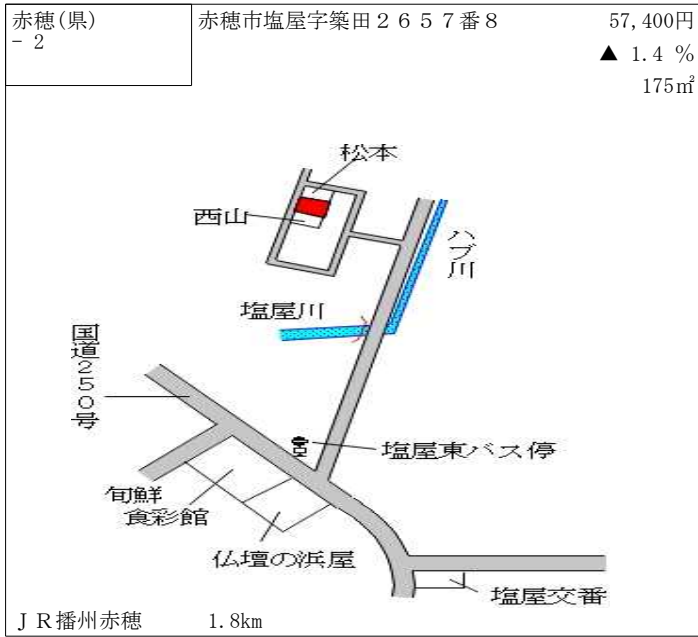 赤穂(県)
- 2
赤穂市塩屋字築田２６５７番８
57,400円
▲ 1.4 %
175㎡
松本
西山
ハブ川
塩屋川
国道２５０号
塩屋東バス停
旬鮮
食彩館
仏壇の浜屋
塩屋交番
ＪＲ播州赤穂 1.8km